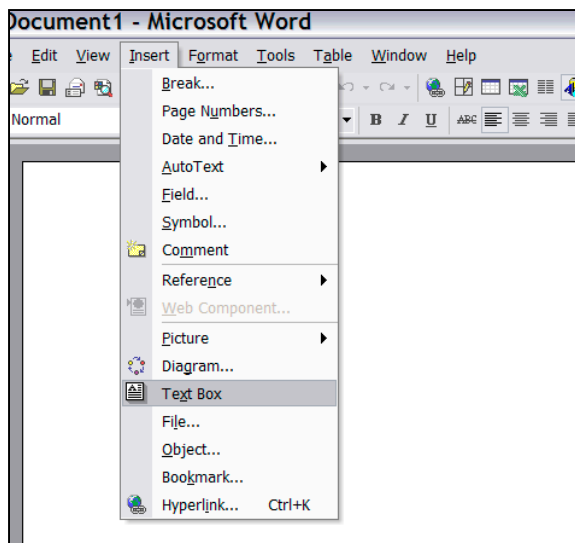 Document1 - Microsoft Word
Edit View Insert Format Tools Table Window Help
Normal B I U ABC
Break...
Page Numbers...
Date and Time...
AutoText
Field...
Symbol...
Comment
Reference
Web Component...
Picture
Diagram...
Text Box
File...
Object...
Bookmark...
Hyperlink... Ctrl+K